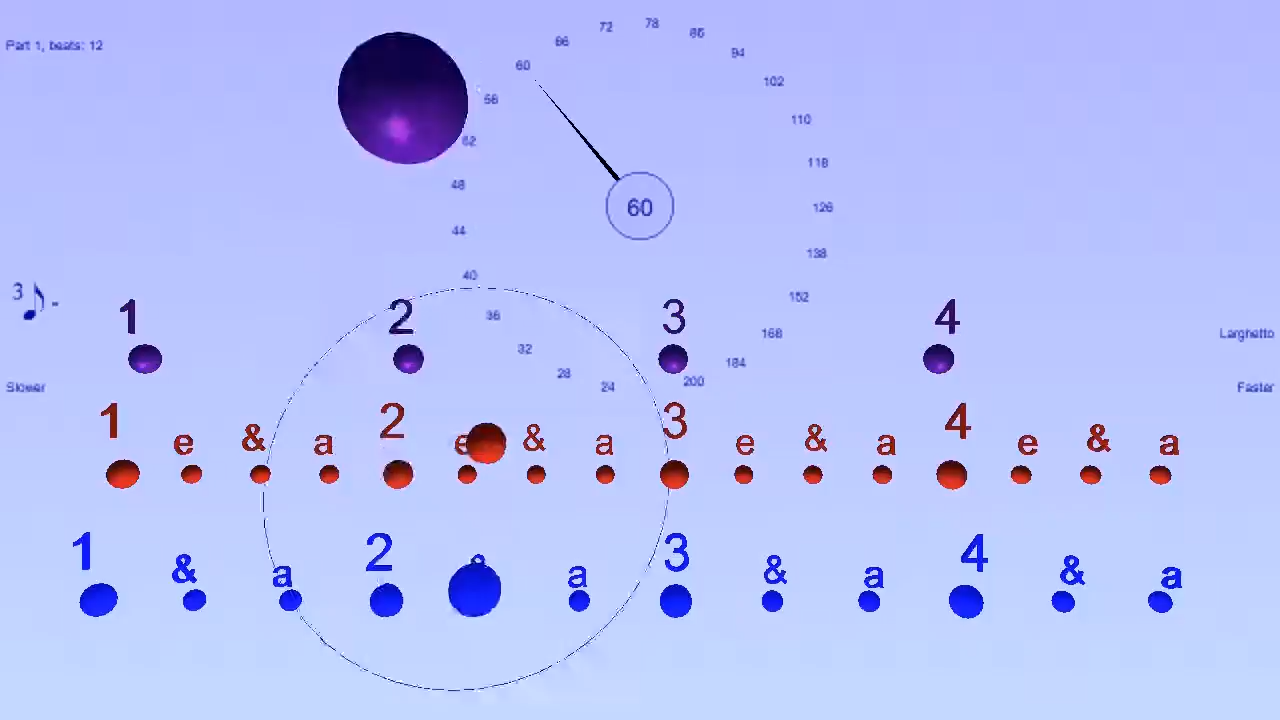 Part 1, beats: 12
72 78 86
66 94
60 102
56
110
52
118
48
60 126
44
138
40
3
152
1 2 3 4
36
168
Larghetto
32
184
28 24 200
Slower Faster
1 e & a 2 e & a 3 e & a 4 e & a
1 & a 2 & a 3 & a 4 & a